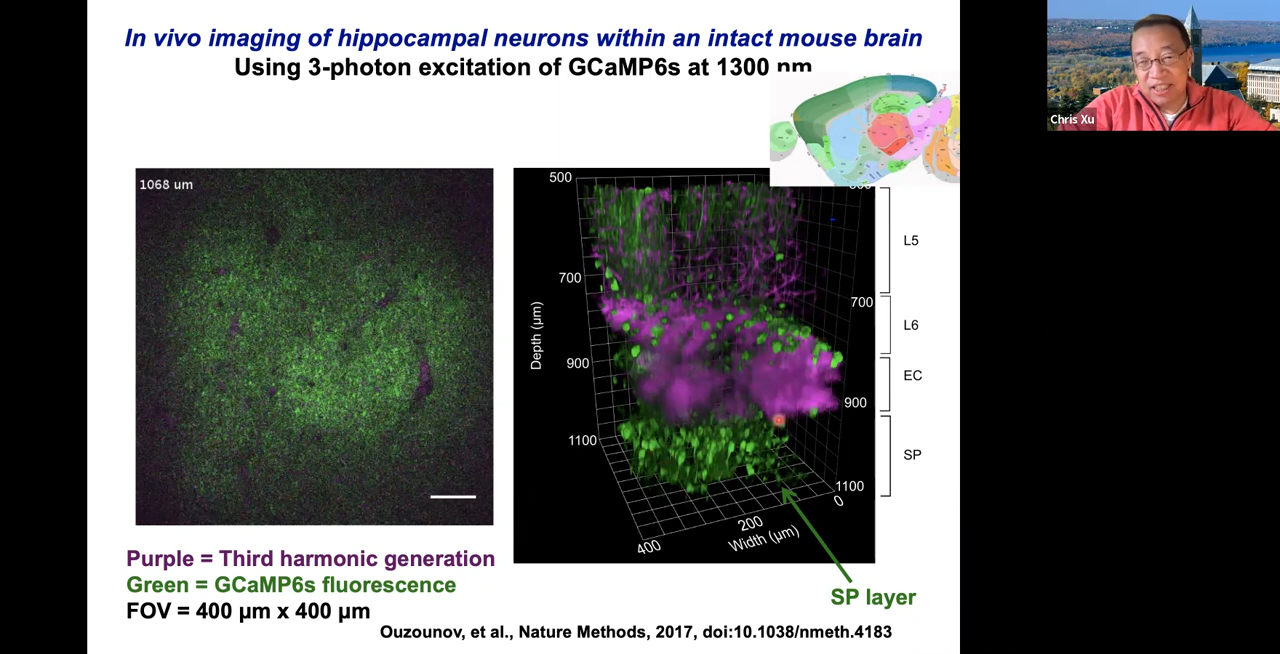 In vivo imaging of hippocampal neurons within an intact mouse brain
Using 3-photon excitation of GCaMP6s at 1300 nm
Chris Xu
1068 um
500
700
900
1100
Depth (µm)
700
900
1100
0
200
400
Width (µm)
L5
L6
EC
SP
SP layer
Purple = Third harmonic generation
Green = GCaMP6s fluorescence
FOV = 400 µm x 400 µm
Ouzounov, et al., Nature Methods, 2017, doi:10.1038/nmeth.4183